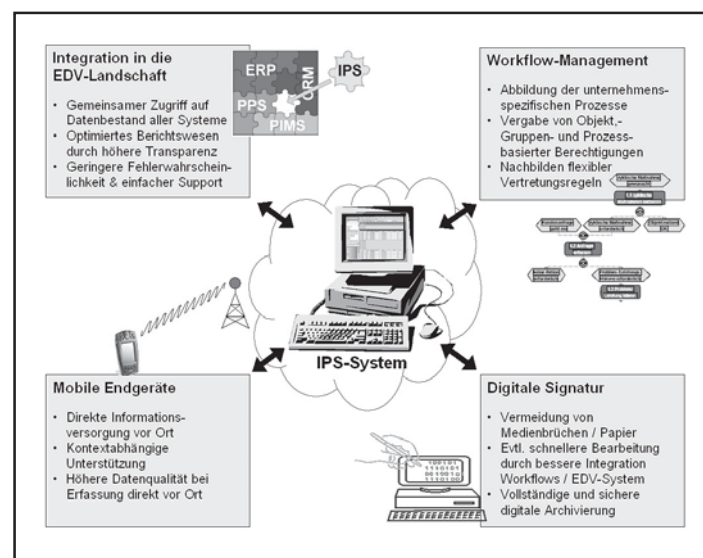 Integration in die
EDV-Landschaft
• Gemeinsamer Zugriff auf
Datenbestand aller Systeme
• Optimiertes Berichtswesen
durch höhere Transparenz
• Geringere Fehlerwahrschein-
lichkeit & einfacher Support
ERP
CRM
PPS
PIMS
IPS
Workflow-Management
• Abbildung der unternehmens-
spezifischen Prozesse
• Vergabe von Objekt,-
Gruppen- und Prozess-
basierter Berechtigungen
• Nachbilden flexibler
Vertretungsregeln
IPS-System
Mobile Endgeräte
• Direkte Informations-
versorgung vor Ort
• Kontextabhängige
Unterstützung
• Höhere Datenqualität bei
Erfassung direkt vor Ort
Digitale Signatur
• Vermeidung von
Medienbrüchen / Papier
• Evtl. schnellere Bearbeitung
durch bessere Integration
Workflows / EDV-System
• Vollständige und sichere
digitale Archivierung